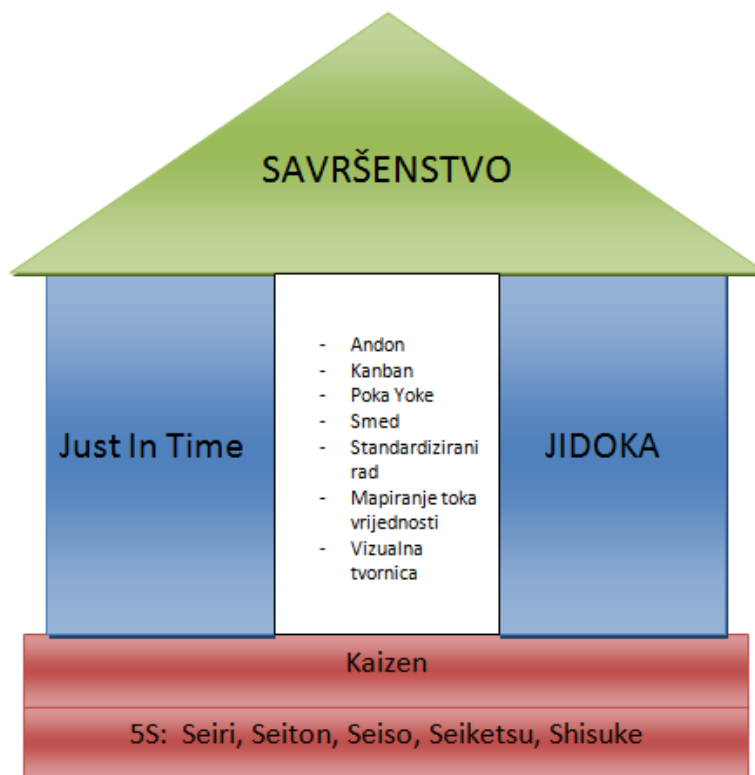 SAVRŠENSTVO
Just In Time
- Andon
- Kanban
- Poka Yoke
- Smed
- Standardizirani
rad
- Mapiranje toka
vrijednosti
- Vizualna
tvornica
JIDOKA
Kaizen
5S: Seiri, Seiton, Seiso, Seiketsu, Shisuke